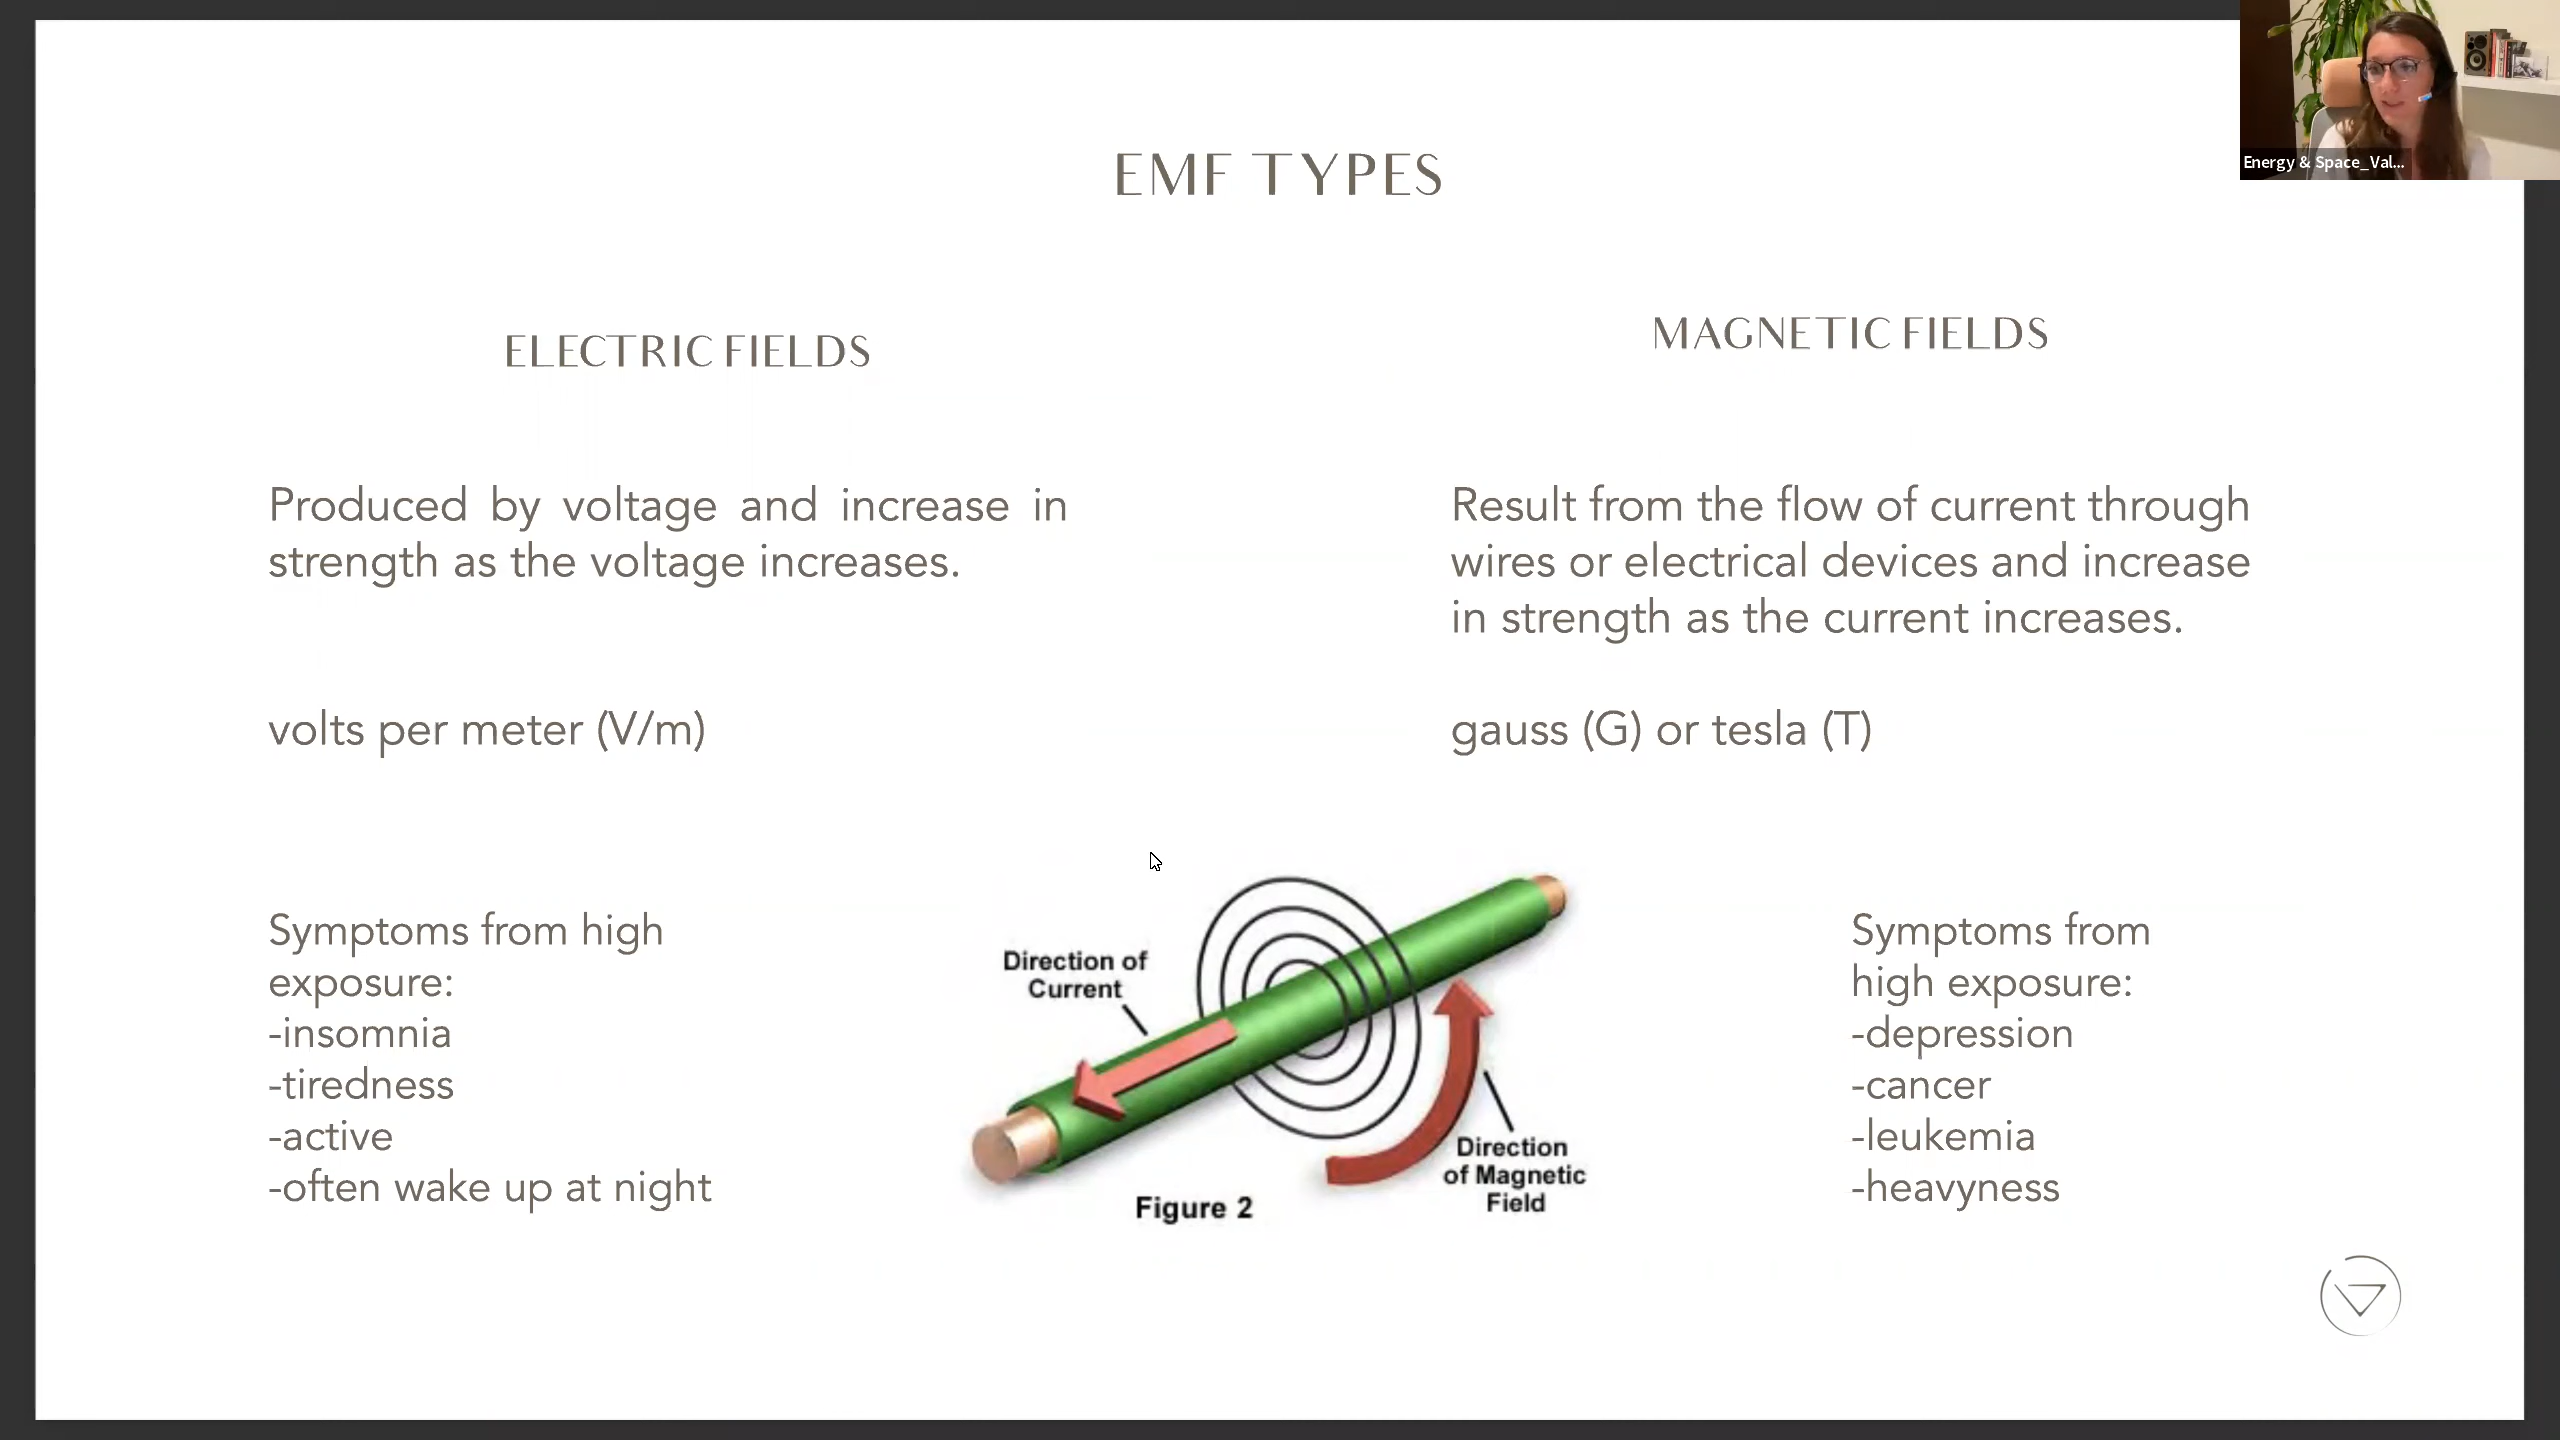 EMF TYPES
Energy & Space_Val...
ELECTRIC FIELDS
Produced by voltage and increase in
strength as the voltage increases.
volts per meter (V/m)
Symptoms from high
exposure:
-insomnia
-tiredness
-active
-often wake up at night
MAGNETIC FIELDS
Result from the flow of current through
wires or electrical devices and increase
in strength as the current increases.
gauss (G) or tesla (T)
Direction of
Current
Direction
of Magnetic
Field
Figure 2
Symptoms from
high exposure:
-depression
-cancer
-leukemia
-heavyness